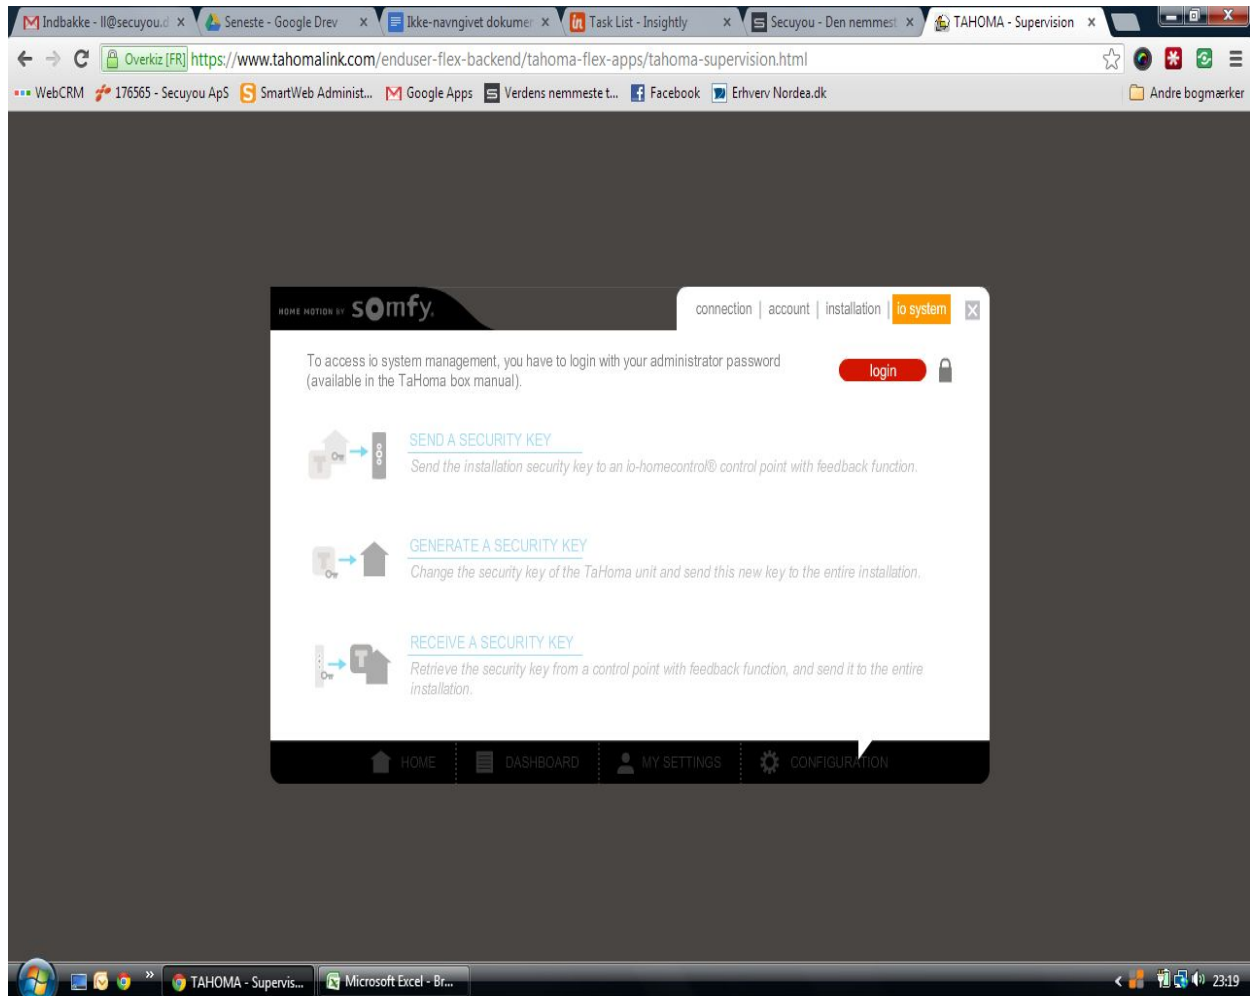 Indbakke - ll@secuyou.d
Seneste - Google Drev
Ikke-navngivet dokumen
Task List - Insightly
Secuyou - Den nemmest
TAHOMA - Supervision
Overkiz [FR] https://www.tahomalink.com/enduser-flex-backend/tahoma-flex-apps/tahoma-supervision.html
WebCRM
176565 - Secuyou ApS
SmartWeb Administ...
Google Apps
Verdens nemmeste t...
Facebook
Erhverv Nordea.dk
Andre bogmærker
HOME MOTION BY somfy.
connection | account | installation | io system
To access io system management, you have to login with your administrator password
(available in the TaHoma box manual).
login
SEND A SECURITY KEY
Send the installation security key to an io-homecontrol® control point with feedback function.
GENERATE A SECURITY KEY
Change the security key of the TaHoma unit and send this new key to the entire installation.
RECEIVE A SECURITY KEY
Retrieve the security key from a control point with feedback function, and send it to the entire
installation.
HOME
DASHBOARD
MY SETTINGS
CONFIGURATION
TAHOMA - Supervis...
Microsoft Excel - Br...
23:19